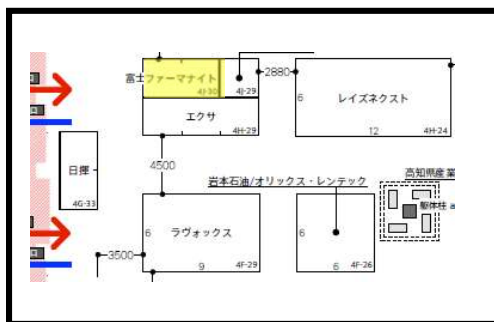 富士ファーマナイト
4J-30
4J-29
2880
6
レイズネクスト
12
4H-24
エクサ
4H-29
日揮
4G-33
4500
岩本石油/オリックス・レンテック
高知県産業
躯体柱 a
6
ラヴォックス
9
4F-29
6
6
4F-26
3500